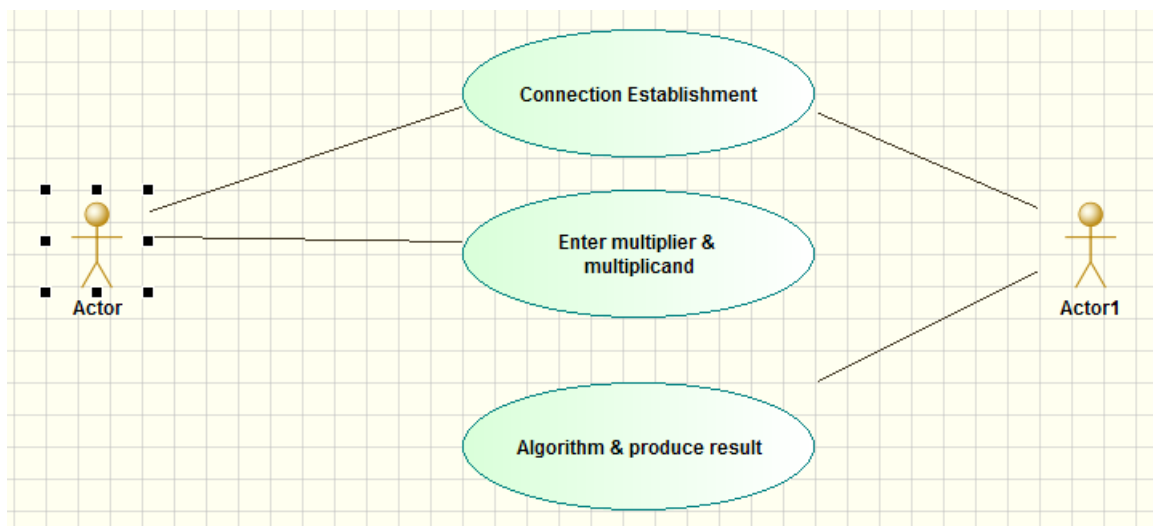 Connection Establishment
Enter multiplier &
multiplicand
Actor
Actor1
Algorithm & produce result